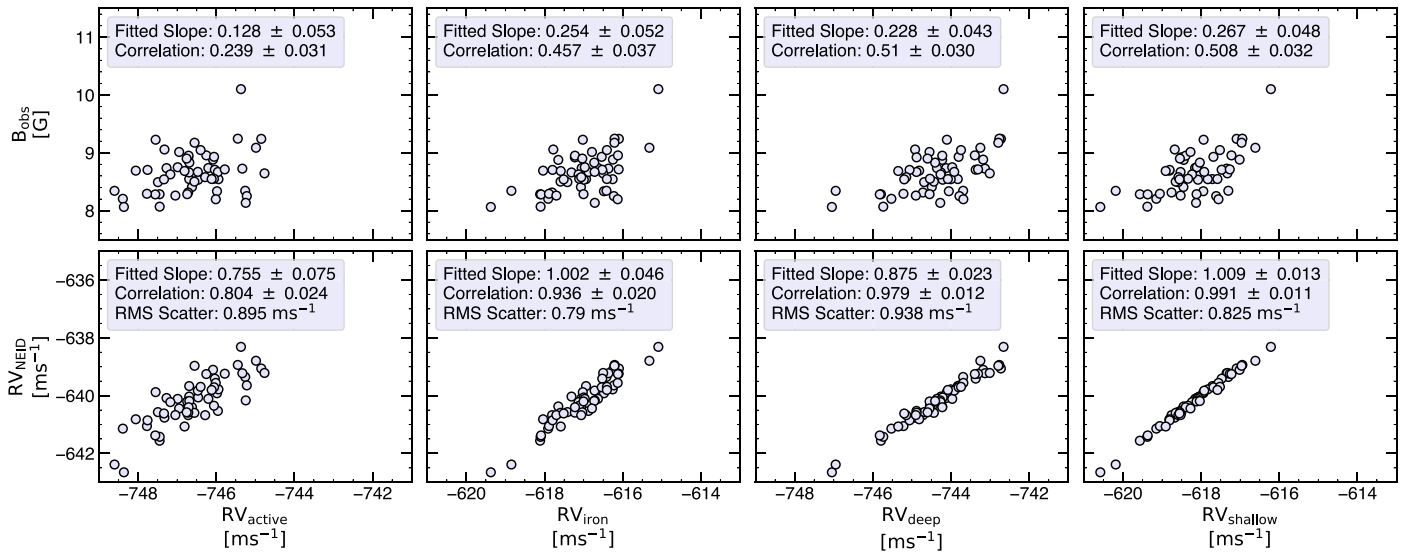 Fitted Slope: 0.128 ± 0.053
Correlation: 0.239 ± 0.031
Fitted Slope: 0.254 ± 0.052
Correlation: 0.457 ± 0.037
Fitted Slope: 0.228 ± 0.043
Correlation: 0.51 ± 0.030
Fitted Slope: 0.267 ± 0.048
Correlation: 0.508 ± 0.032
11
10
9
8
B_obs
[G]
Fitted Slope: 0.755 ± 0.075
Correlation: 0.804 ± 0.024
RMS Scatter: 0.895 ms⁻¹
Fitted Slope: 1.002 ± 0.046
Correlation: 0.936 ± 0.020
RMS Scatter: 0.79 ms⁻¹
Fitted Slope: 0.875 ± 0.023
Correlation: 0.979 ± 0.012
RMS Scatter: 0.938 ms⁻¹
Fitted Slope: 1.009 ± 0.013
Correlation: 0.991 ± 0.011
RMS Scatter: 0.825 ms⁻¹
−636
−638
−640
−642
RV_NEID
[ms⁻¹]
−748 −746 −744 −742
RV_active
[ms⁻¹]
−620 −618 −616 −614
RV_iron
[ms⁻¹]
−748 −746 −744 −742
RV_deep
[ms⁻¹]
−620 −618 −616 −614
RV_shallow
[ms⁻¹]